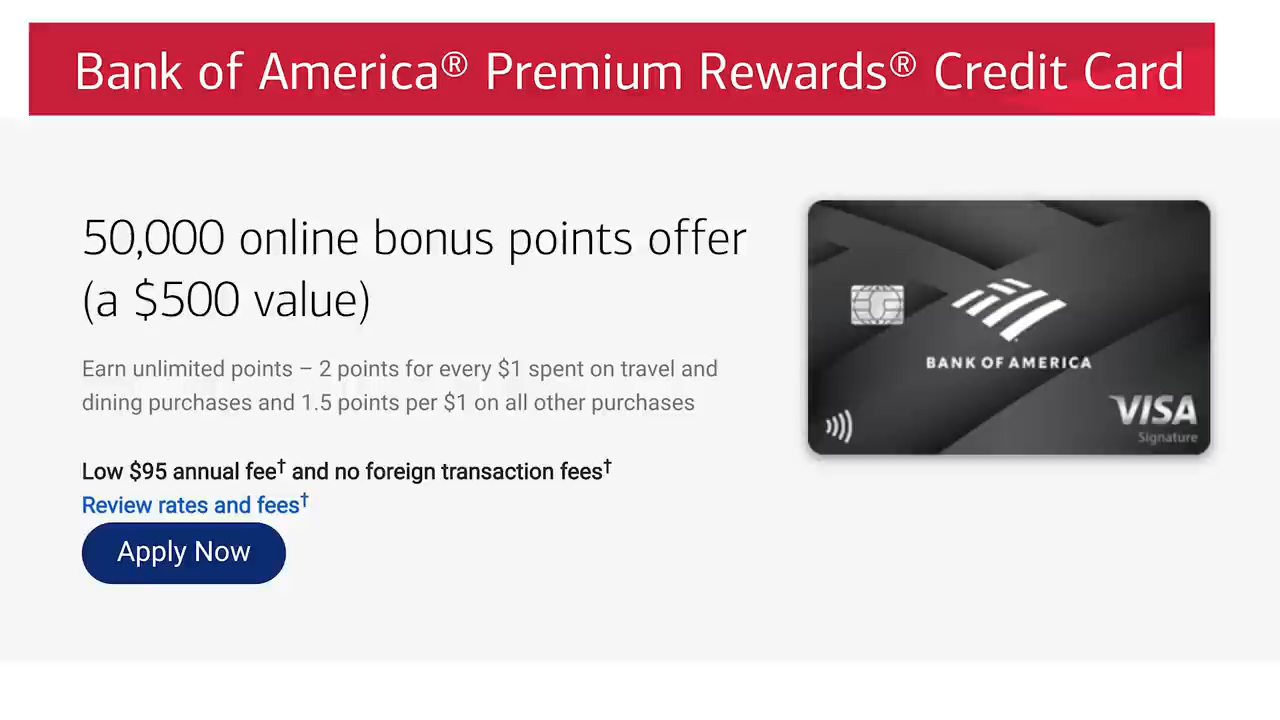 Bank of America® Premium Rewards® Credit Card
50,000 online bonus points offer
(a $500 value)
Earn unlimited points – 2 points for every $1 spent on travel and
dining purchases and 1.5 points per $1 on all other purchases
Low $95 annual fee† and no foreign transaction fees†
Review rates and fees†
Apply Now
BANK OF AMERICA
VISA
Signature